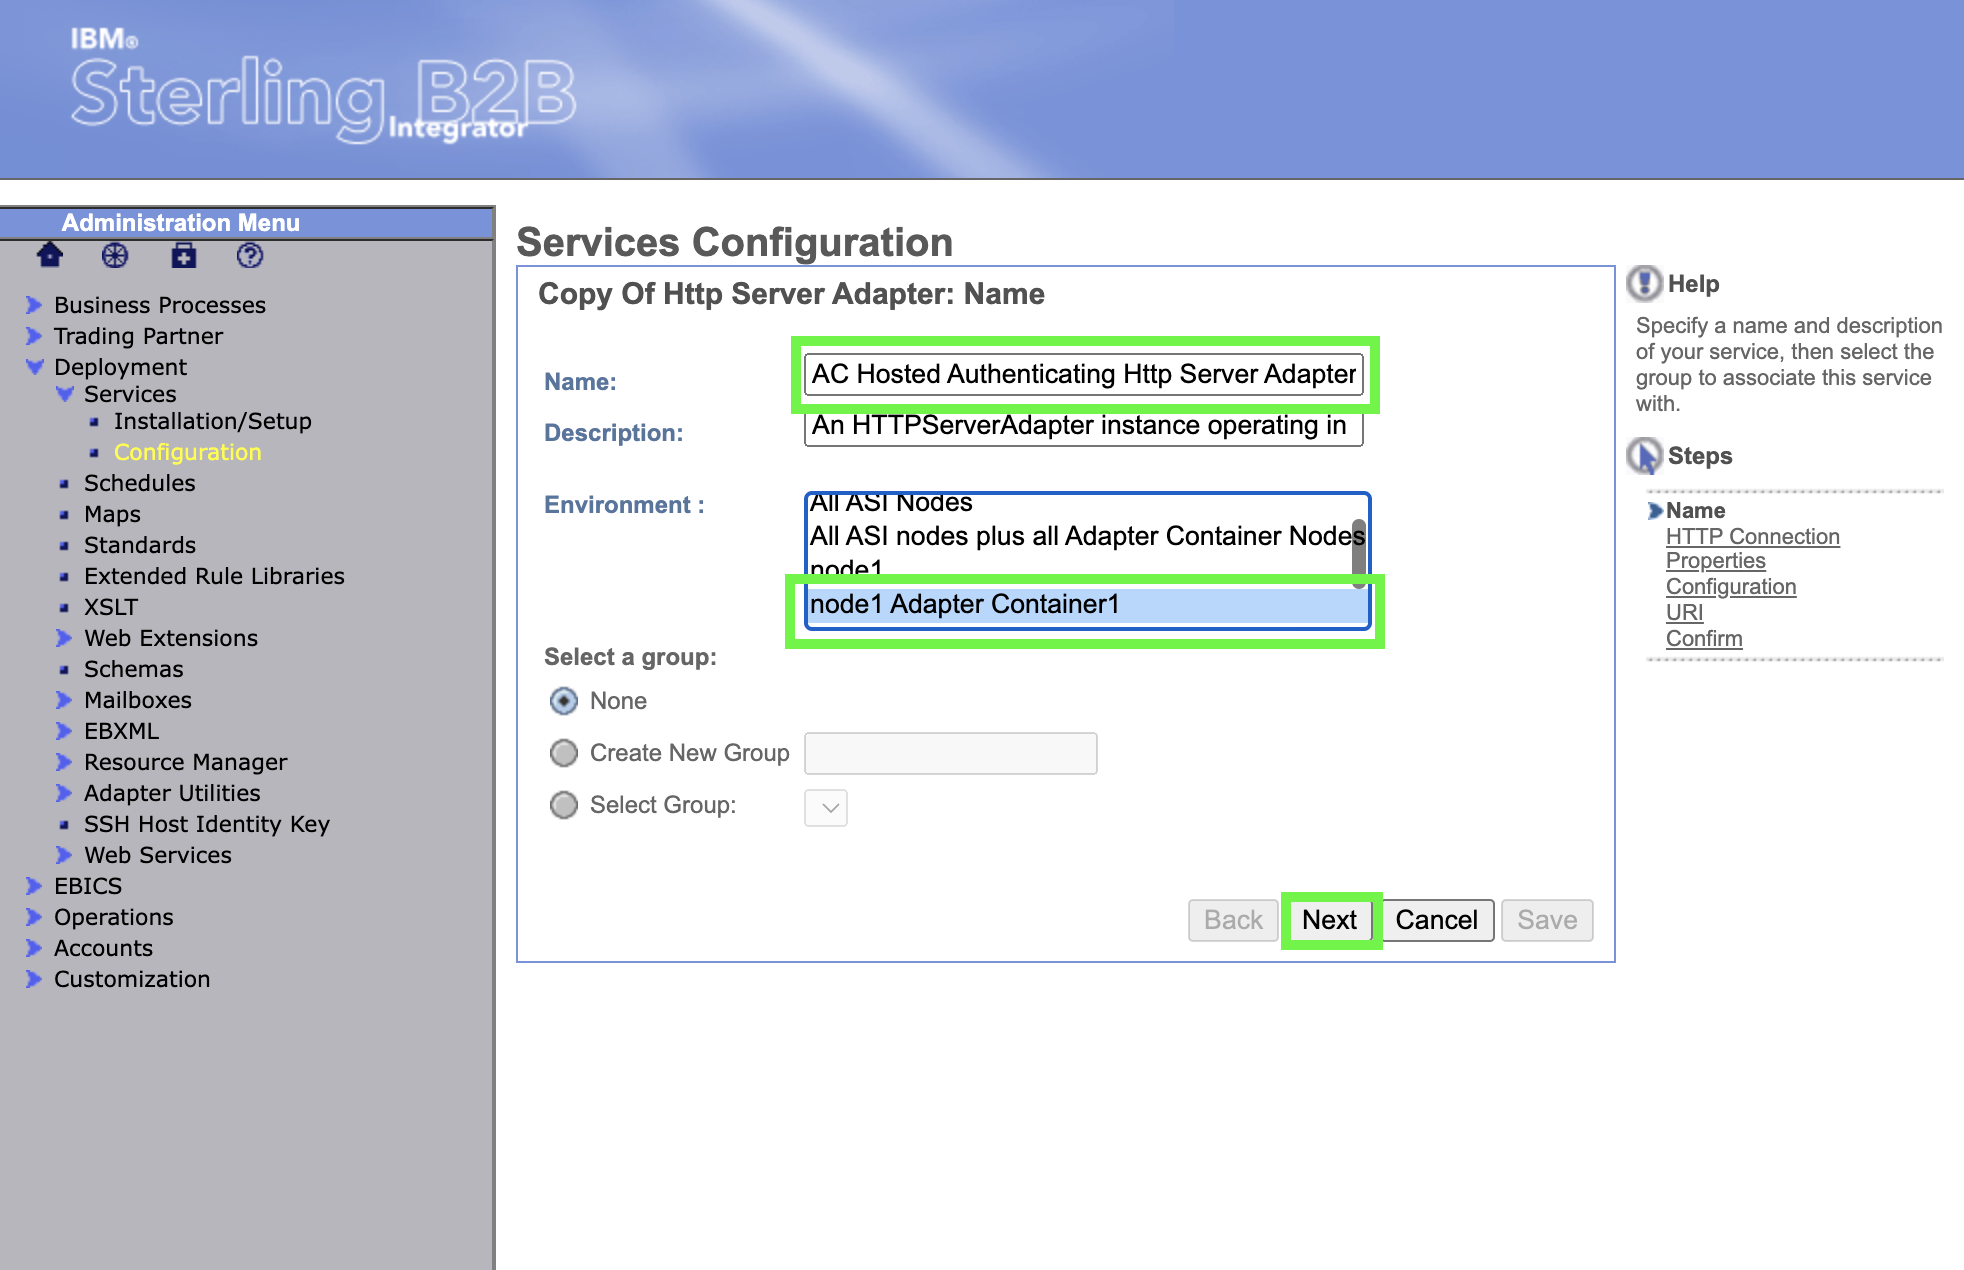 IBM®
Sterling B2B
Integrator
Administration Menu
Business Processes
Trading Partner
Deployment
Services
Installation/Setup
Configuration
Schedules
Maps
Standards
Extended Rule Libraries
XSLT
Web Extensions
Schemas
Mailboxes
EBXML
Resource Manager
Adapter Utilities
SSH Host Identity Key
Web Services
EBICS
Operations
Accounts
Customization
Services Configuration
Copy Of Http Server Adapter: Name
Name:
AC Hosted Authenticating Http Server Adapter
Description:
An HTTPServerAdapter instance operating in
Environment :
All ASI Nodes
All ASI nodes plus all Adapter Container Nodes
node1
node1 Adapter Container1
Select a group:
None
Create New Group
Select Group:
Back
Next
Cancel
Save
Help
Specify a name and description
of your service, then select the
group to associate this service
with.
Steps
Name
HTTP Connection
Properties
Configuration
URI
Confirm